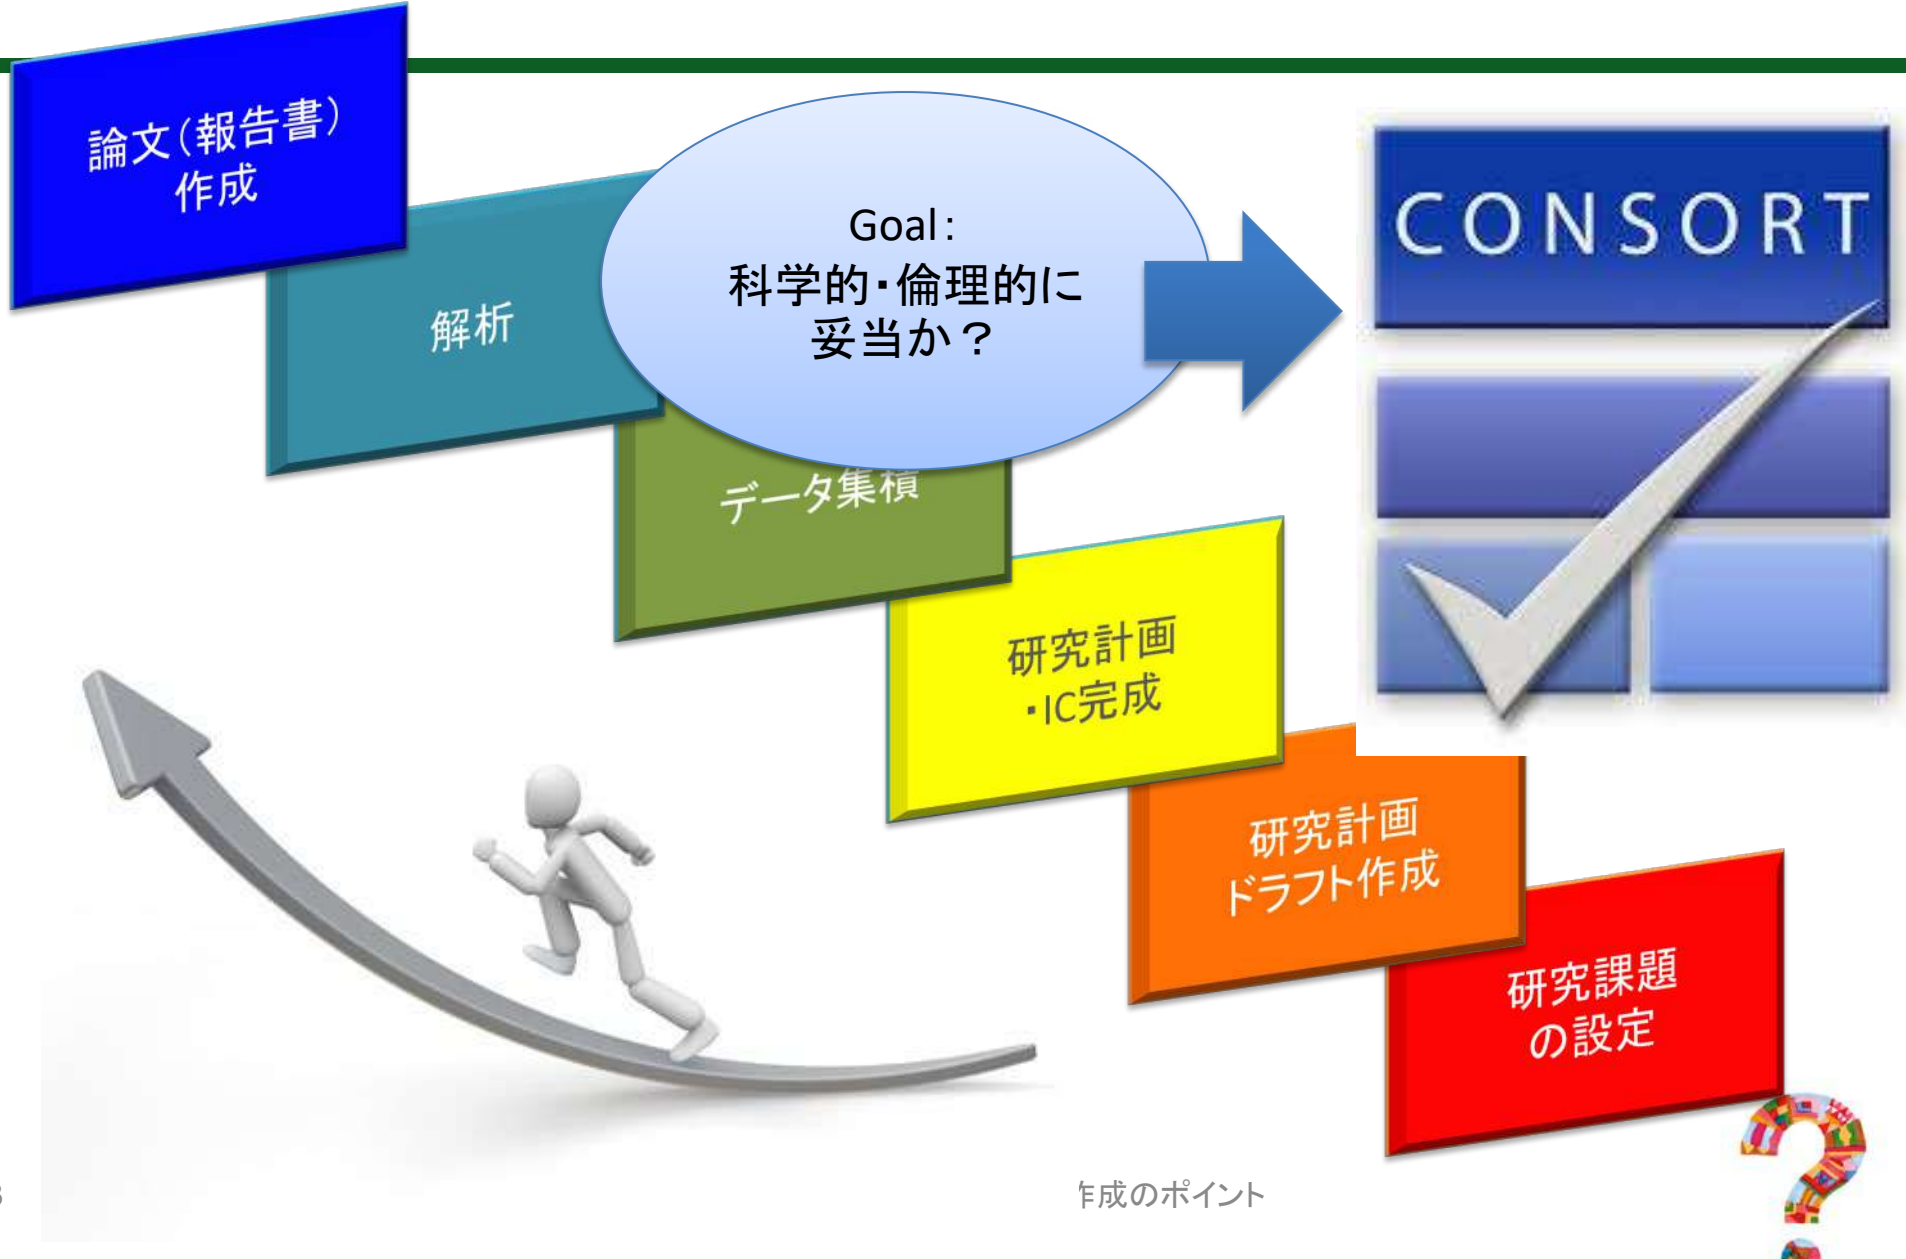 論文（報告書）
作成
解析
Goal：
科学的・倫理的に
妥当か？
CONSORT
データ集積
研究計画
・IC完成
研究計画
ドラフト作成
研究課題
の設定
成のポイント